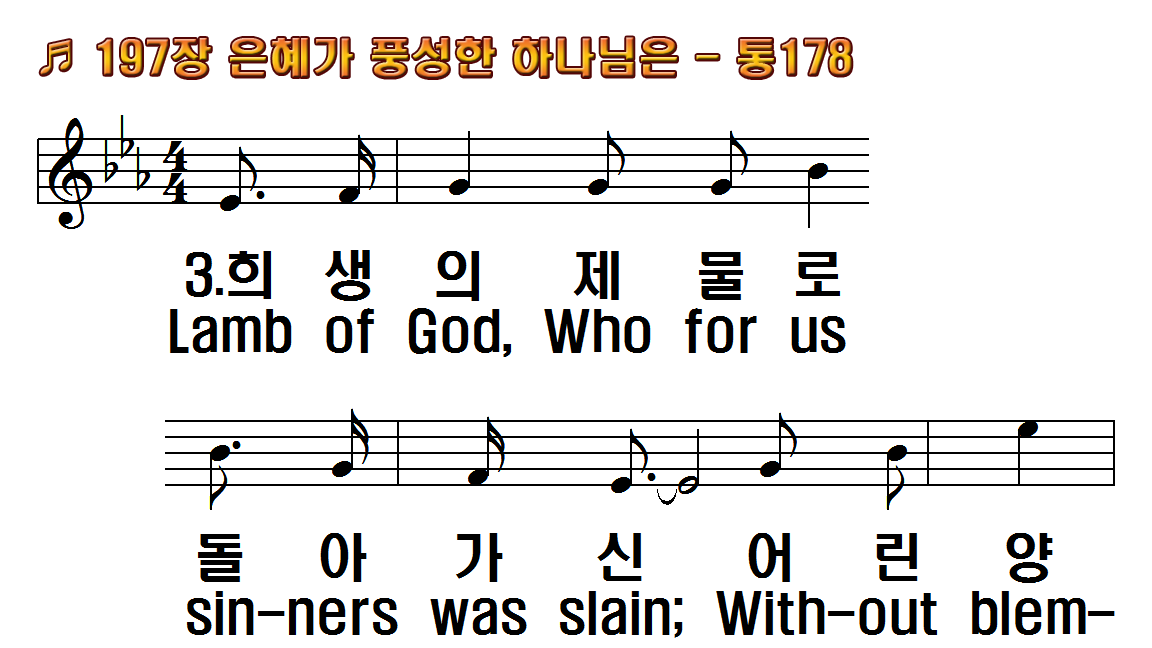 ♬ 197장 은혜가 풍성한 하나님은 - 통178
4/4
3.희 생 의 제 물 로
Lamb of God, Who for us
돌 아 가 신 어 린 양
sin-ners was slain; With-out blem-